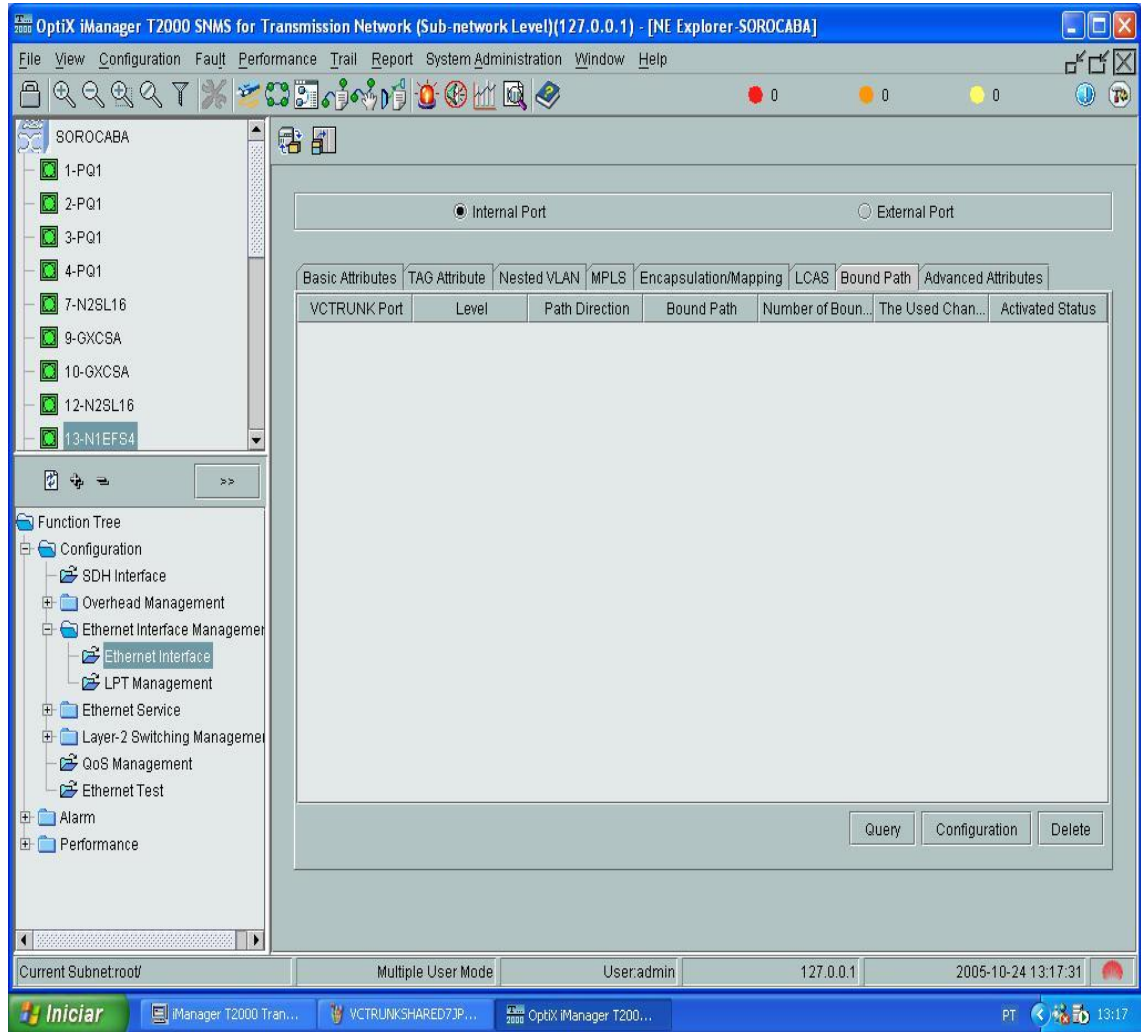 OptiX iManager T2000 SNMS for Transmission Network (Sub-network Level)(127.0.0.1) - [NE Explorer-SOROCABA]
File View Configuration Fault Performance Trail Report System Administration Window Help
0 0 0
SOROCABA
1-PQ1
2-PQ1
3-PQ1
4-PQ1
7-N2SL16
9-GXCSA
10-GXCSA
12-N2SL16
13-N1EFS4
>>
Function Tree
Configuration
SDH Interface
Overhead Management
Ethernet Interface Managemer
Ethernet Interface
LPT Management
Ethernet Service
Layer-2 Switching Managemer
QoS Management
Ethernet Test
Alarm
Performance
Internal Port External Port
Basic Attributes TAG Attribute Nested VLAN MPLS Encapsulation/Mapping LCAS Bound Path Advanced Attributes
VCTRUNK Port Level Path Direction Bound Path Number of Boun... The Used Chan... Activated Status
Query Configuration Delete
Current Subnet:root/ Multiple User Mode User:admin 127.0.0.1 2005-10-24 13:17:31
Iniciar iManager T2000 Tran... VCTRUNKSHARED7JP... OptiX iManager T200... PT 13:17